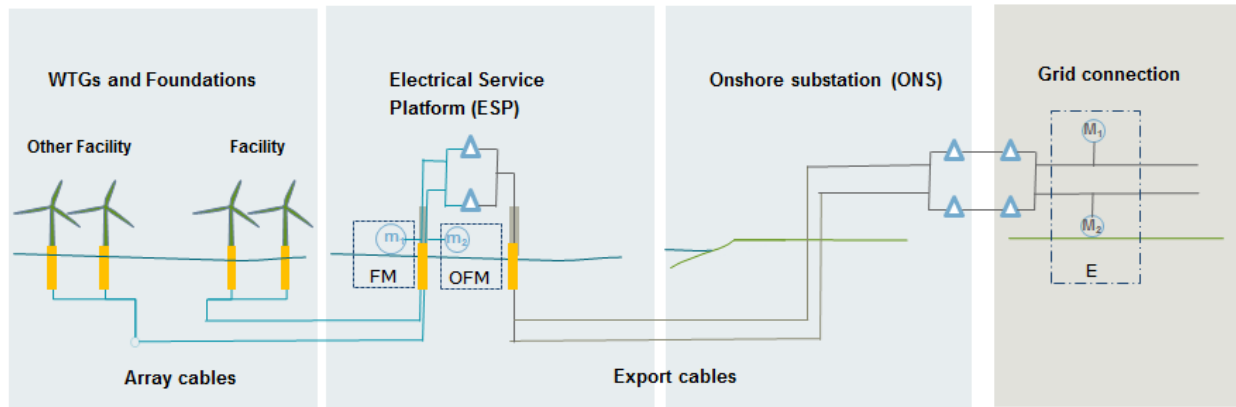 WTGs and Foundations
Electrical Service
Platform (ESP)
Onshore substation (ONS)
Grid connection
Other Facility
Facility
M1
m1
m2
M2
FM
OFM
E
Array cables
Export cables